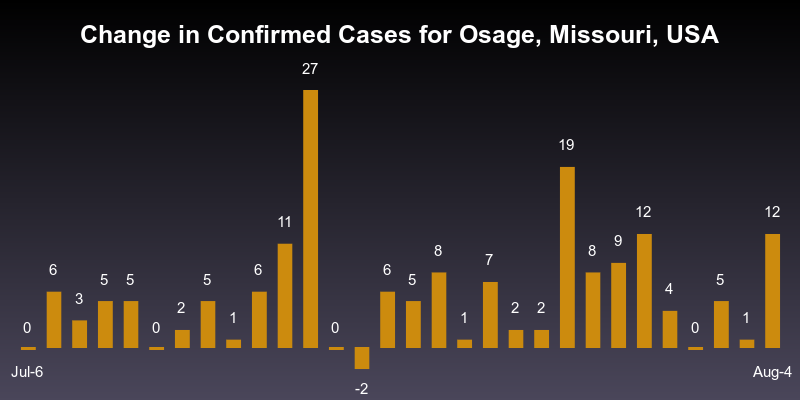 Change in Confirmed Cases for Osage, Missouri, USA
0 6 3 5 5 0 2 5 1 6 11 27 0 -2 6 5 8 1 7 2 2 19 8 9 12 4 0 5 1 12
Jul-6 Aug-4